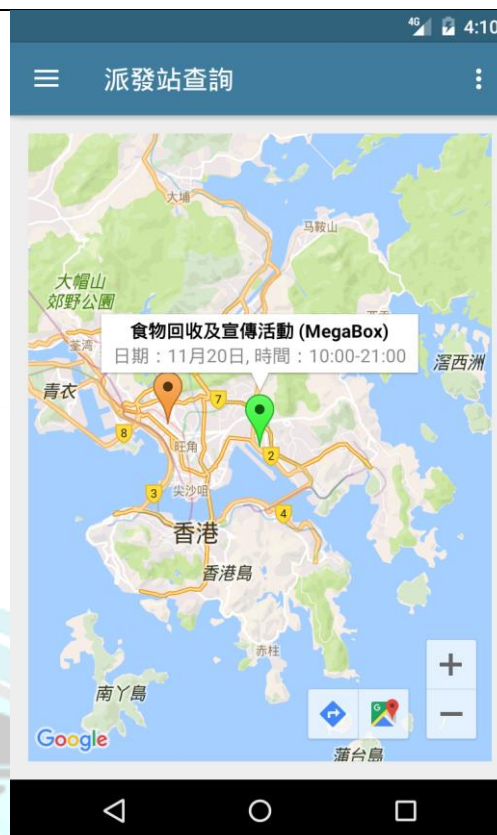 4G 4:10
派發站查詢
大埔
马鞍山
大帽山
郊野公園
食物回收及宣傳活動 (MegaBox)
日期：11月20日, 時間：10:00-21:00
荃湾
滘西洲
青衣
7
8
旺角
2
3
尖沙咀
4
香港
香港島
赤柱
南丫島
Google
蒲台島